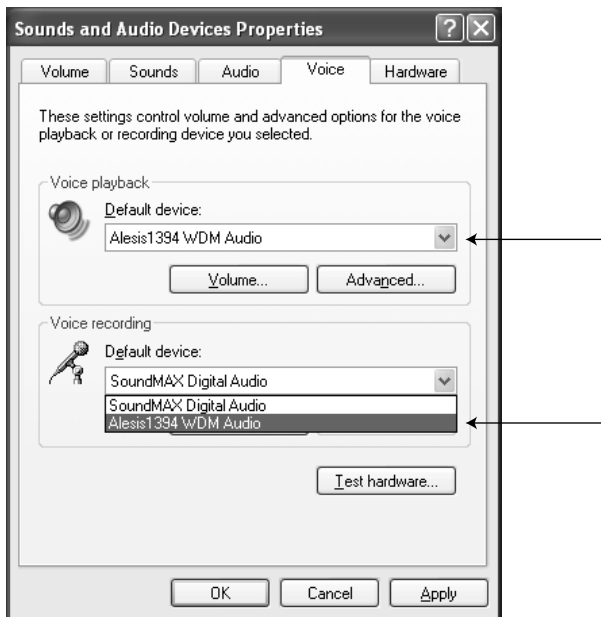 Sounds and Audio Devices Properties
Volume
Sounds
Audio
Voice
Hardware
These settings control volume and advanced options for the voice
playback or recording device you selected.
Voice playback
Default device:
Alesis1394 WDM Audio
Volume...
Advanced...
Voice recording
Default device:
SoundMAX Digital Audio
SoundMAX Digital Audio
Alesis1394 WDM Audio
Test hardware...
OK
Cancel
Apply